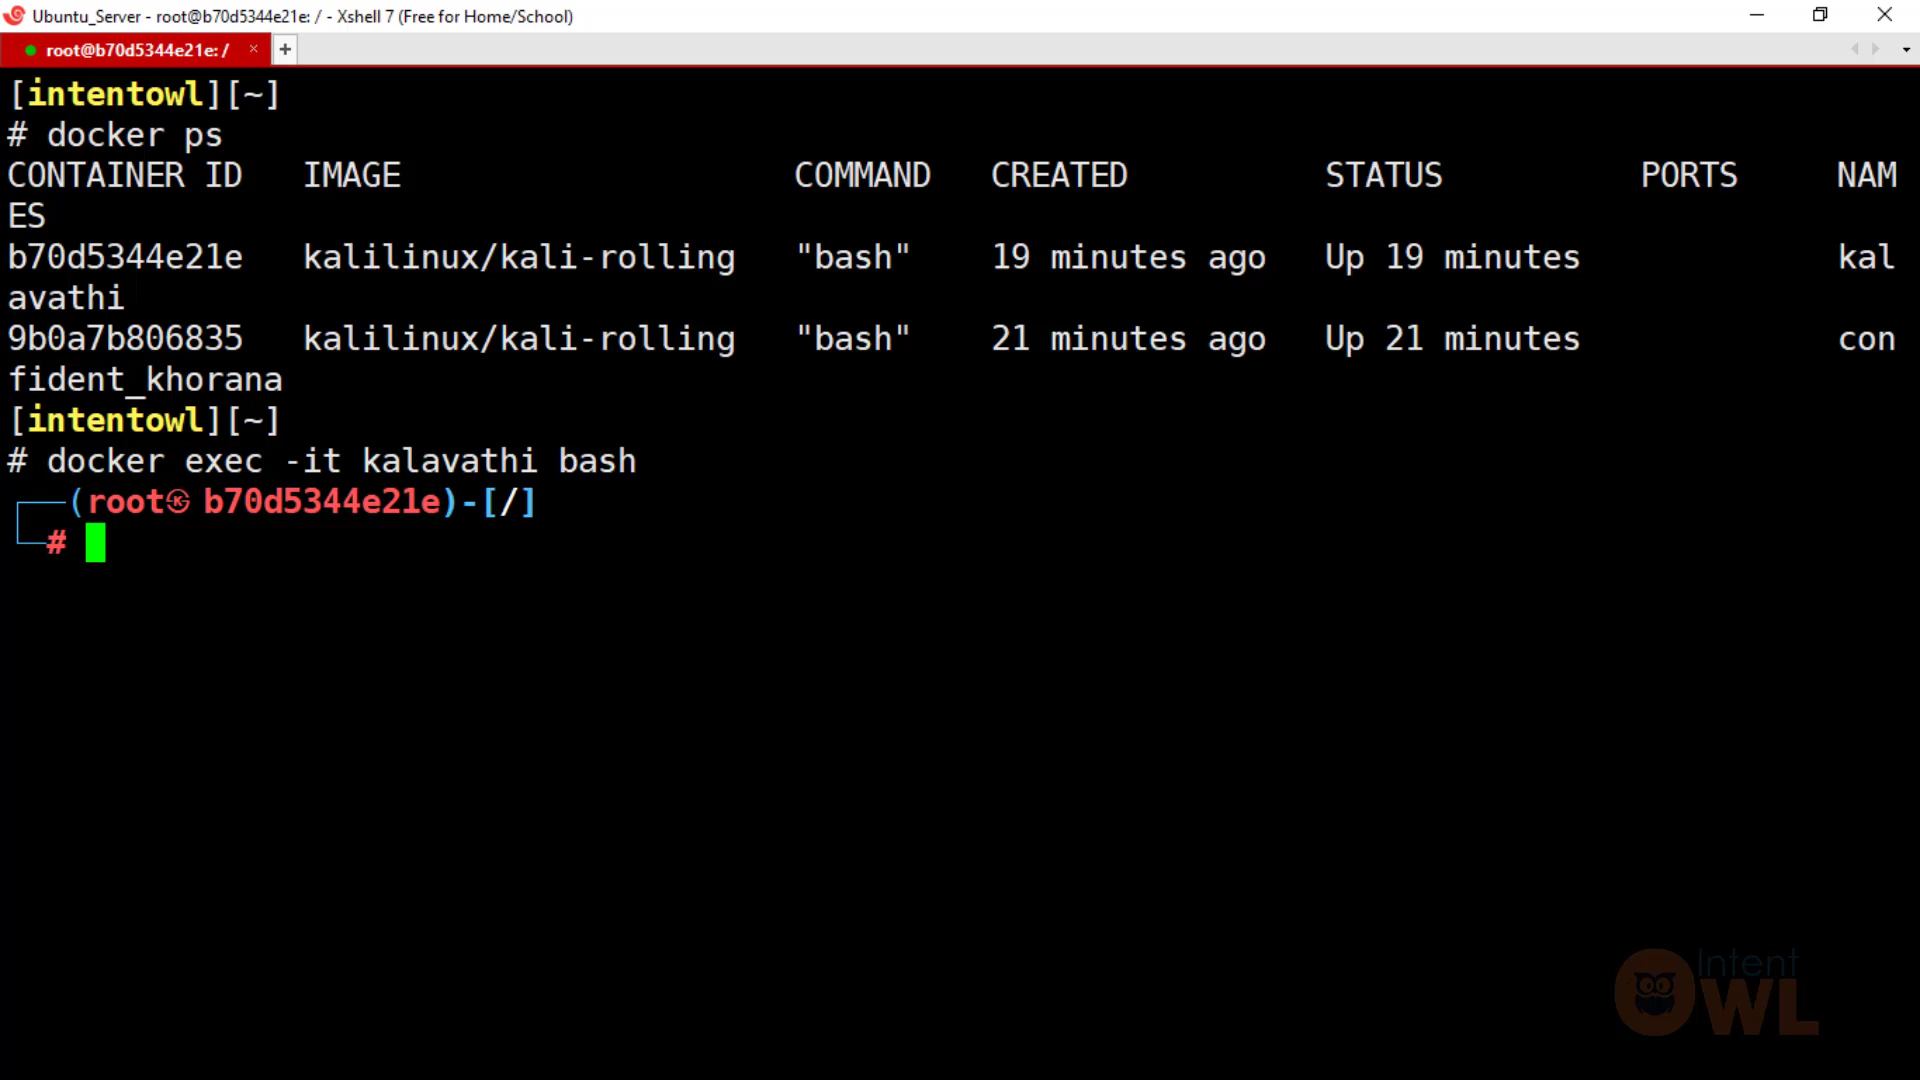 Ubuntu_Server - root@b70d5344e21e: / - Xshell 7 (Free for Home/School)
root@b70d5344e21e: / × +
[intentowl][~]
# docker ps
CONTAINER ID   IMAGE                    COMMAND   CREATED          STATUS          PORTS     NAM
ES
b70d5344e21e   kalilinux/kali-rolling   "bash"    19 minutes ago   Up 19 minutes             kal
avathi
9b0a7b806835   kalilinux/kali-rolling   "bash"    21 minutes ago   Up 21 minutes             con
fident_khorana
[intentowl][~]
# docker exec -it kalavathi bash
┌──(root㉿ b70d5344e21e)-[/]
└─#
Intent
OWL